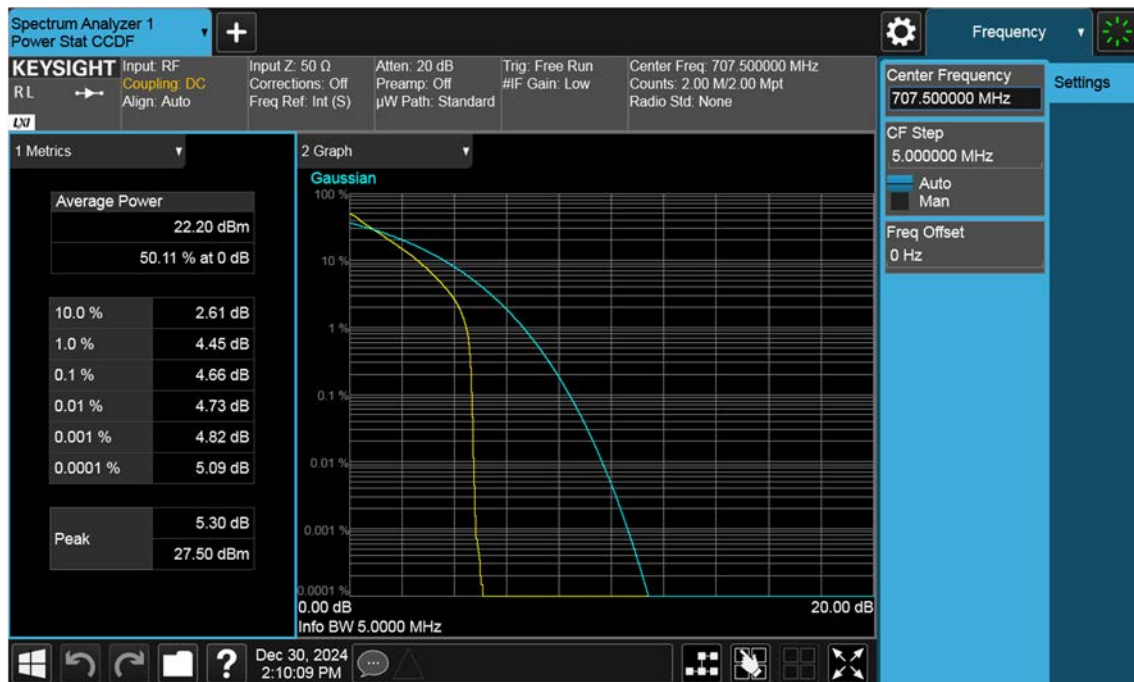 Spectrum Analyzer 1
Power Stat CCDF
Frequency
KEYSIGHT
R L
LXI
Input: RF
Coupling: DC
Align: Auto
Input Z: 50 Ω
Corrections: Off
Freq Ref: Int (S)
Atten: 20 dB
Preamp: Off
µW Path: Standard
Trig: Free Run
#IF Gain: Low
Center Freq: 707.500000 MHz
Counts: 2.00 M/2.00 Mpt
Radio Std: None
Center Frequency
707.500000 MHz
Settings
CF Step
5.000000 MHz
Auto
Man
Freq Offset
0 Hz
1 Metrics
Average Power
22.20 dBm
50.11 % at 0 dB
10.0 % 2.61 dB
1.0 % 4.45 dB
0.1 % 4.66 dB
0.01 % 4.73 dB
0.001 % 4.82 dB
0.0001 % 5.09 dB
Peak
5.30 dB
27.50 dBm
2 Graph
Gaussian
100 %
10 %
1 %
0.1 %
0.01 %
0.001 %
0.0001 %
0.00 dB 20.00 dB
Info BW 5.0000 MHz
?
Dec 30, 2024
2:10:09 PM